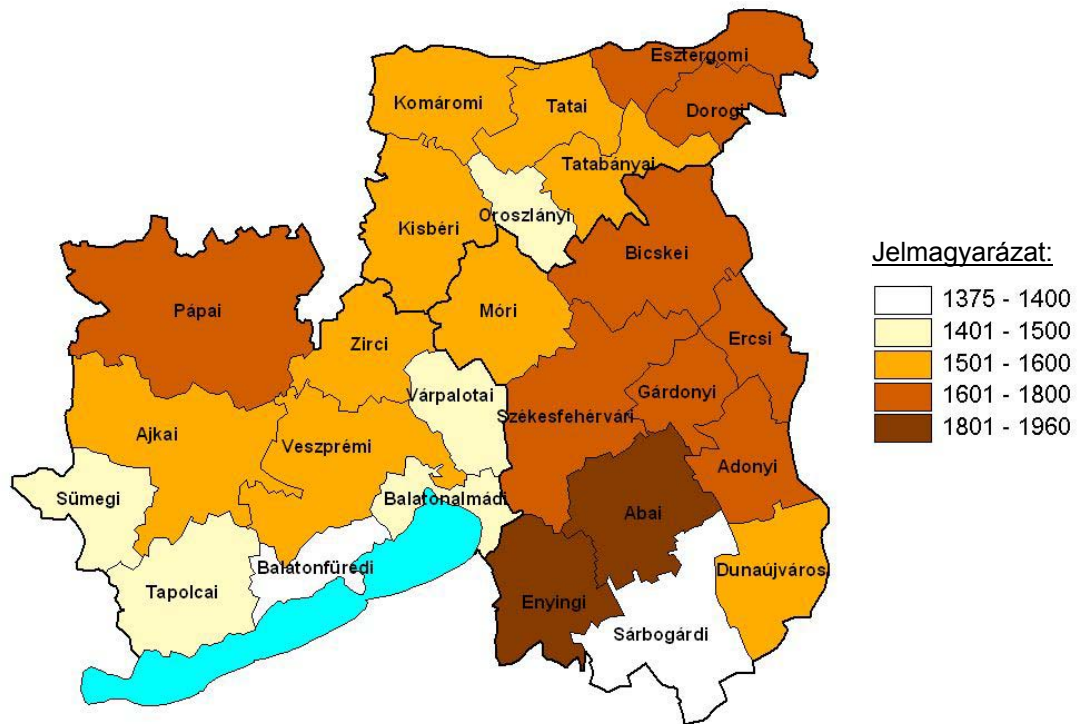 Esztergomi
Komáromi
Tatai
Dorogi
Tatabányai
Oroszlányi
Kisbéri
Bicskei
Pápai
Móri
Zirci
Ercsi
Várpalotai
Gárdonyi
Székesfehérvári
Ajkai
Veszprémi
Adonyi
Sümegi
Balatonalmádi
Abai
Balatonfüredi
Dunaújváros
Tapolcai
Enyingi
Sárbogárdi
Jelmagyarázat:
1375 - 1400
1401 - 1500
1501 - 1600
1601 - 1800
1801 - 1960